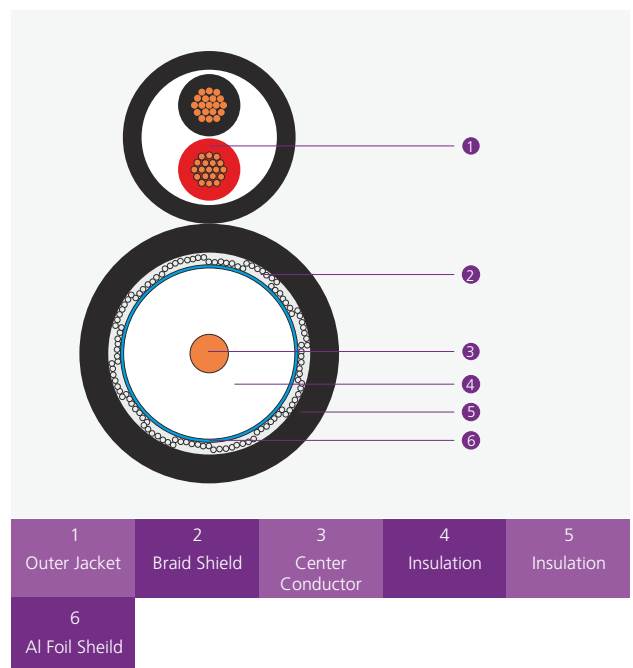 1
2
3
4
5
6
1
Outer Jacket
2
Braid Shield
3
Center
Conductor
4
Insulation
5
Insulation
6
Al Foil Sheild